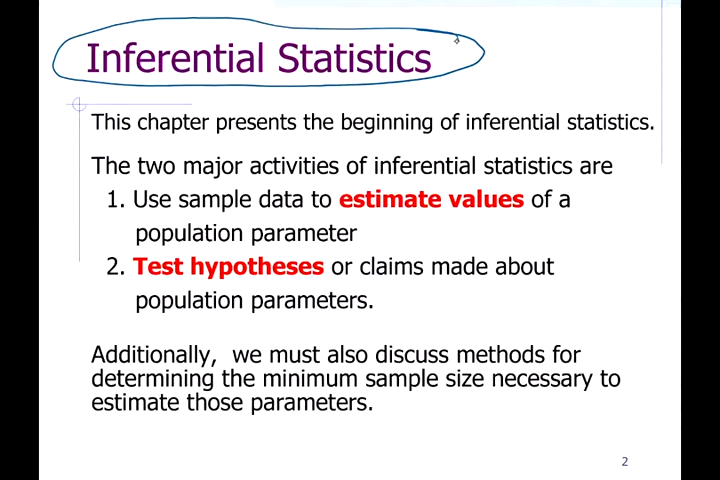 Inferential Statistics
This chapter presents the beginning of inferential statistics.
The two major activities of inferential statistics are
1. Use sample data to estimate values of a
population parameter
2. Test hypotheses or claims made about
population parameters.
Additionally, we must also discuss methods for
determining the minimum sample size necessary to
estimate those parameters.
2